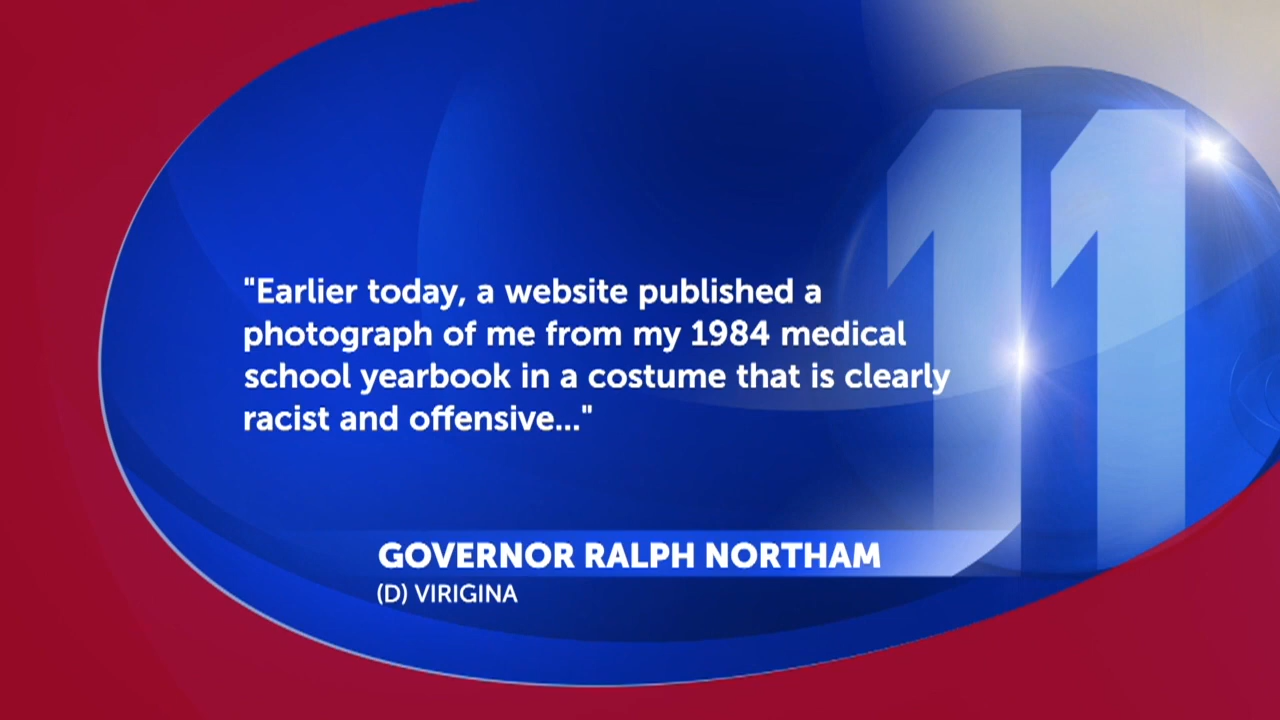 11
"Earlier today, a website published a
photograph of me from my 1984 medical
school yearbook in a costume that is clearly
racist and offensive..."
GOVERNOR RALPH NORTHAM
(D) VIRIGINA